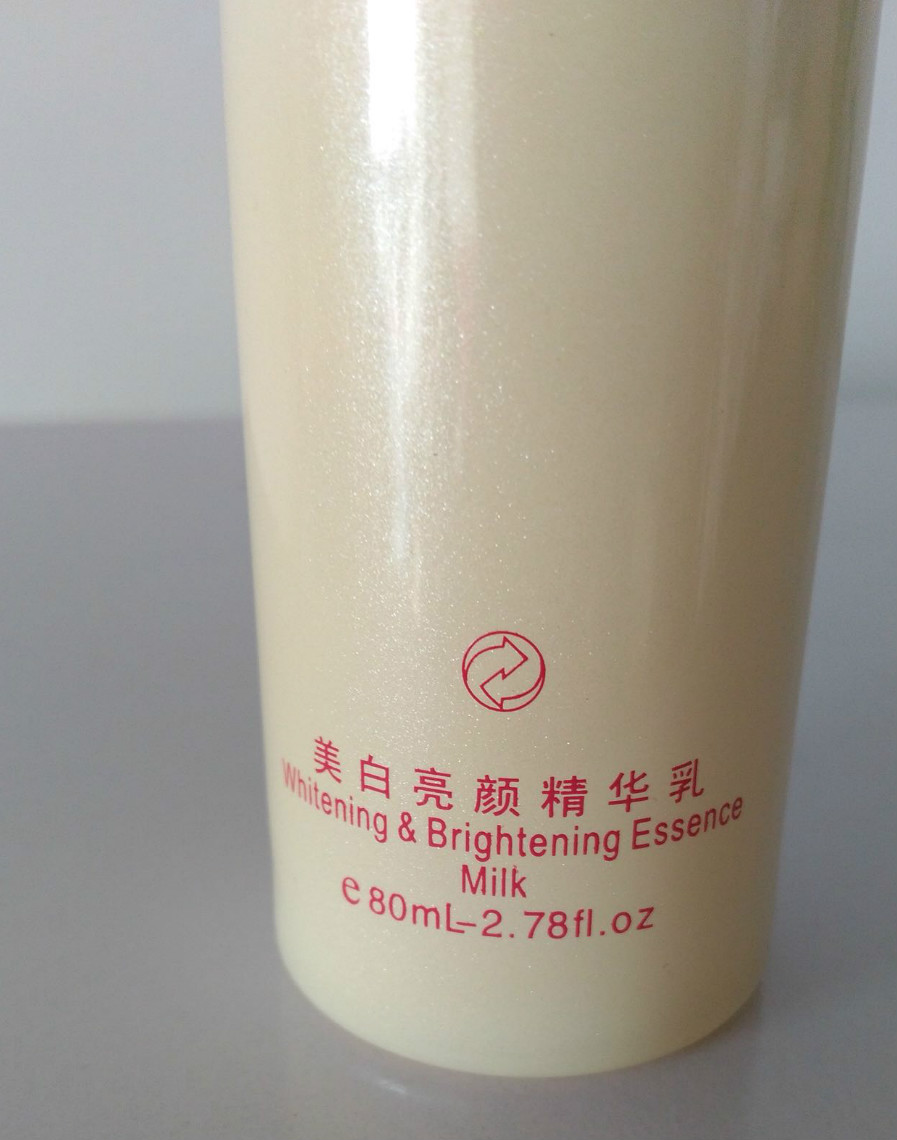 美白亮颜精华乳
Whitening & Brightening Essence
Milk
e 80mL-2.78fl.oz